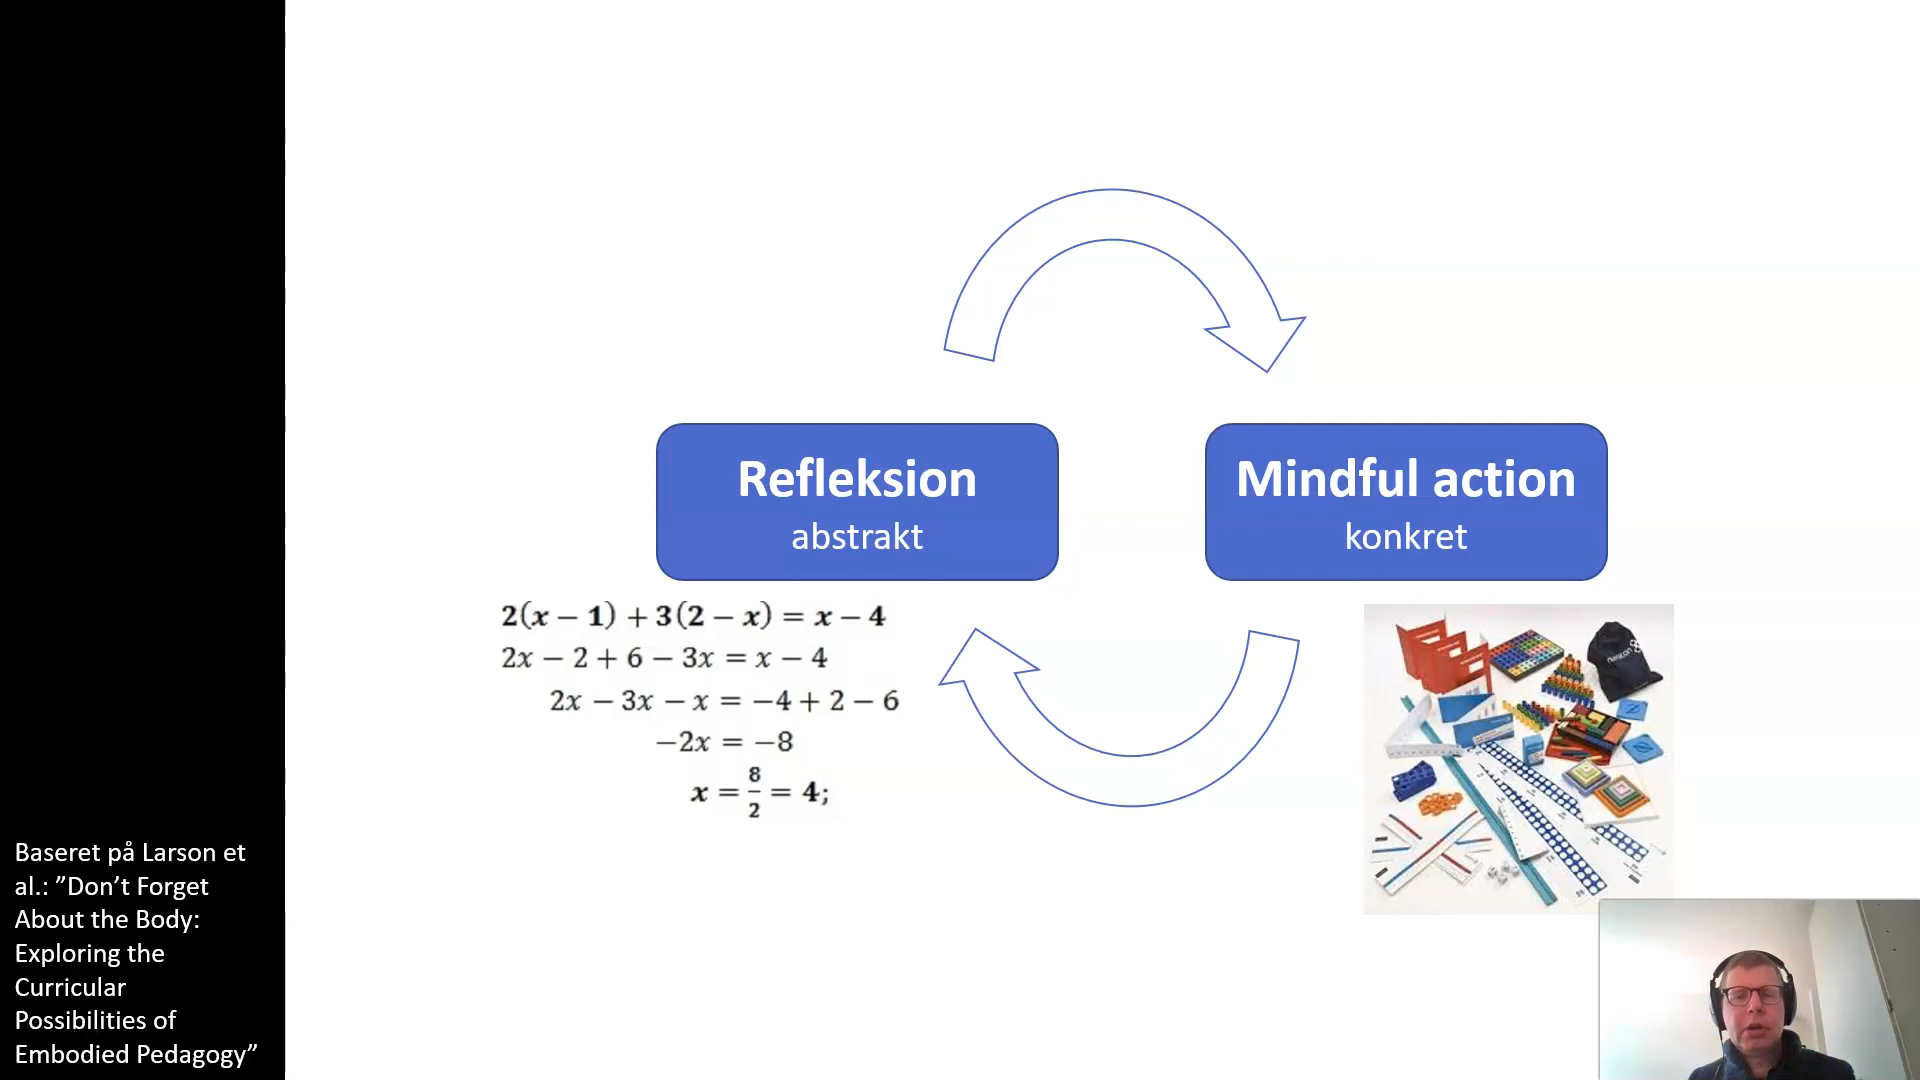 Refleksion
abstrakt
Mindful action
konkret
2(x − 1) + 3(2 − x) = x − 4
2x − 2 + 6 − 3x = x − 4
2x − 3x − x = −4 + 2 − 6
−2x = −8
x = 8/2 = 4;
Baseret på Larson et
al.: ”Don’t Forget
About the Body:
Exploring the
Curricular
Possibilities of
Embodied Pedagogy”